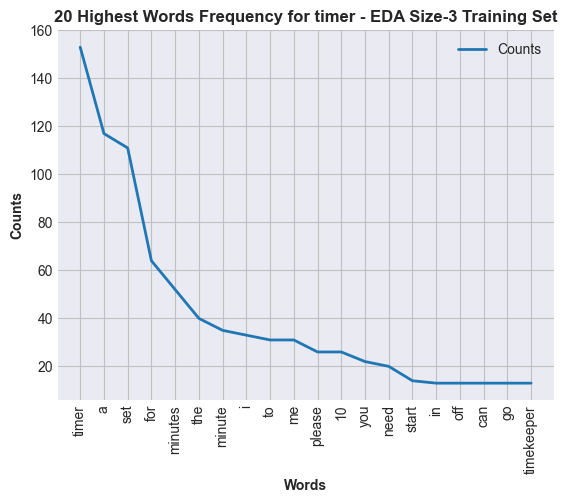 20 Highest Words Frequency for timer - EDA Size-3 Training Set
Counts
160
140
120
100
80
60
40
20
Counts
timer
a
set
for
minutes
the
minute
i
to
me
please
10
you
need
start
in
off
can
go
timekeeper
Words